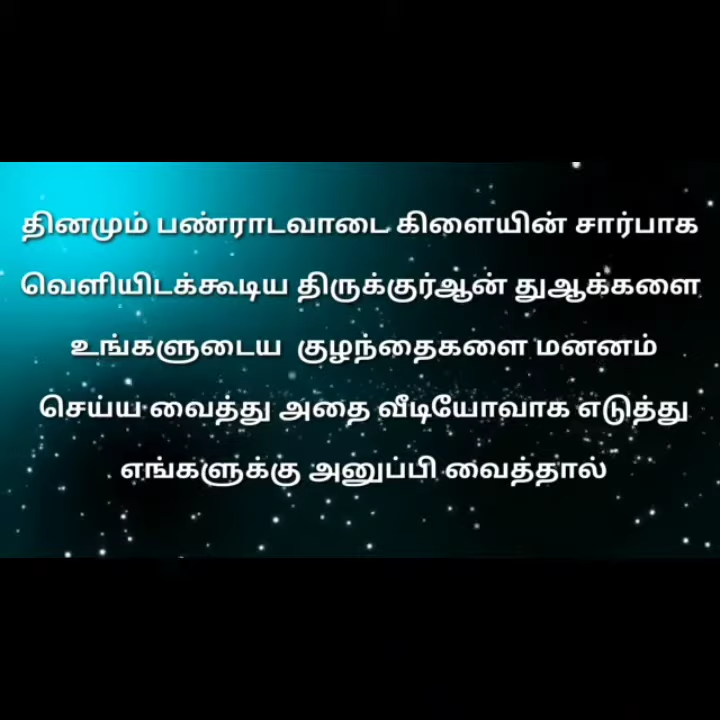 தினமும் பண்ராடவாடை கிளையின் சார்பாக
வெளியிடக்கூடிய திருக்குர்ஆன் துஆக்களை
உங்களுடைய குழந்தைகளை மனனம்
செய்ய வைத்து அதை வீடியோவாக எடுத்து
எங்களுக்கு அனுப்பி வைத்தால்